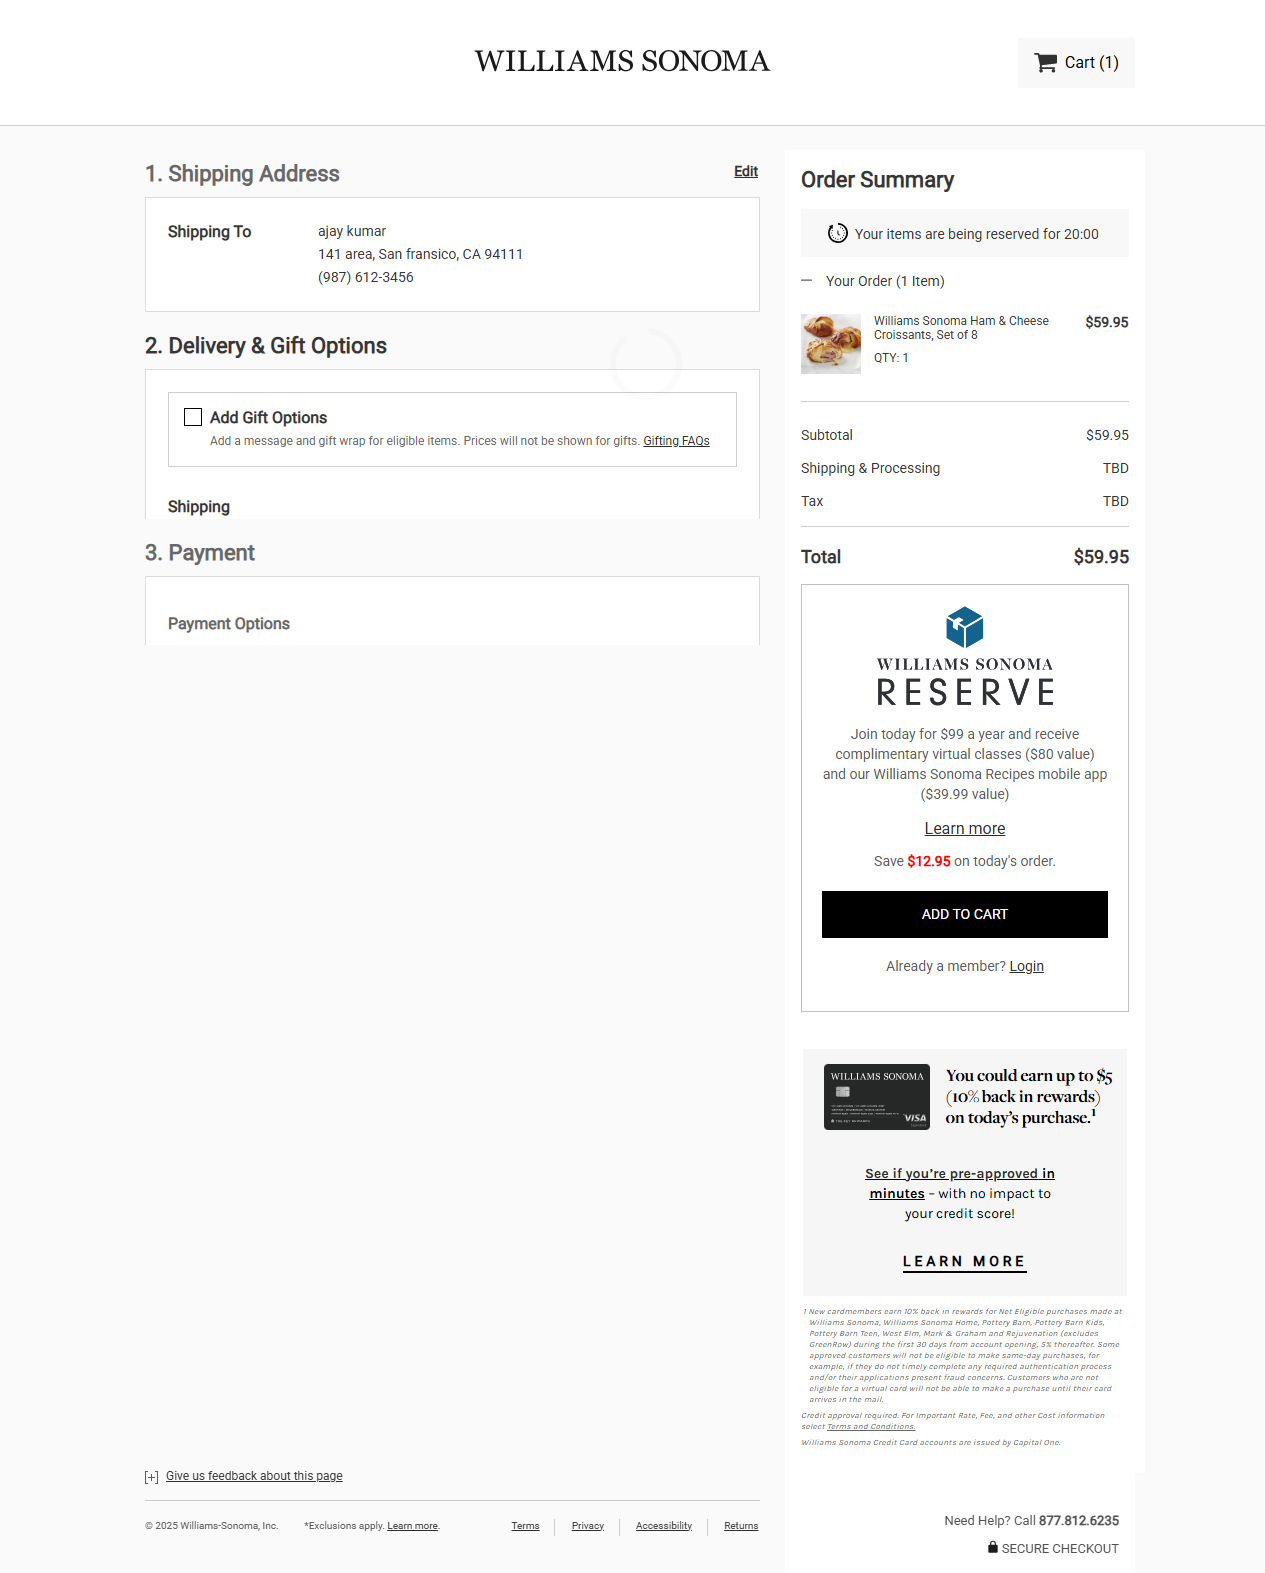 WILLIAMS SONOMA
Cart (1)
1. Shipping Address
Edit
Shipping To
ajay kumar
141 area, San fransico, CA 94111
(987) 612-3456
2. Delivery & Gift Options
Add Gift Options
Add a message and gift wrap for eligible items. Prices will not be shown for gifts. Gifting FAQs
Shipping
3. Payment
Payment Options
Order Summary
Your items are being reserved for 20:00
Your Order (1 Item)
Williams Sonoma Ham & Cheese
Croissants, Set of 8
$59.95
QTY: 1
Subtotal $59.95
Shipping & Processing TBD
Tax TBD
Total $59.95
WILLIAMS SONOMA
RESERVE
Join today for $99 a year and receive
complimentary virtual classes ($80 value)
and our Williams Sonoma Recipes mobile app
($39.99 value)
Learn more
Save $12.95 on today's order.
ADD TO CART
Already a member? Login
WILLIAMS SONOMA
VISA
You could earn up to $5
(10% back in rewards)
on today's purchase.1
See if you're pre-approved in
minutes – with no impact to
your credit score!
LEARN MORE
1 New cardmembers earn 10% back in rewards for Net Eligible purchases made at
Williams Sonoma, Williams Sonoma Home, Pottery Barn, Pottery Barn Kids,
Pottery Barn Teen, West Elm, Mark & Graham and Rejuvenation (excludes
GreenRow) during the first 30 days from account opening, 5% thereafter. Some
approved customers will not be eligible to make same-day purchases, for
example, if they do not timely complete any required authentication process
and/or their applications present fraud concerns. Customers who are not
eligible for a virtual card will not be able to make a purchase until their card
arrives in the mail.
Credit approval required. For Important Rate, Fee, and other Cost information
select Terms and Conditions.
Williams Sonoma Credit Card accounts are issued by Capital One.
[+] Give us feedback about this page
© 2025 Williams-Sonoma, Inc.
*Exclusions apply. Learn more.
Terms
Privacy
Accessibility
Returns
Need Help? Call 877.812.6235
SECURE CHECKOUT